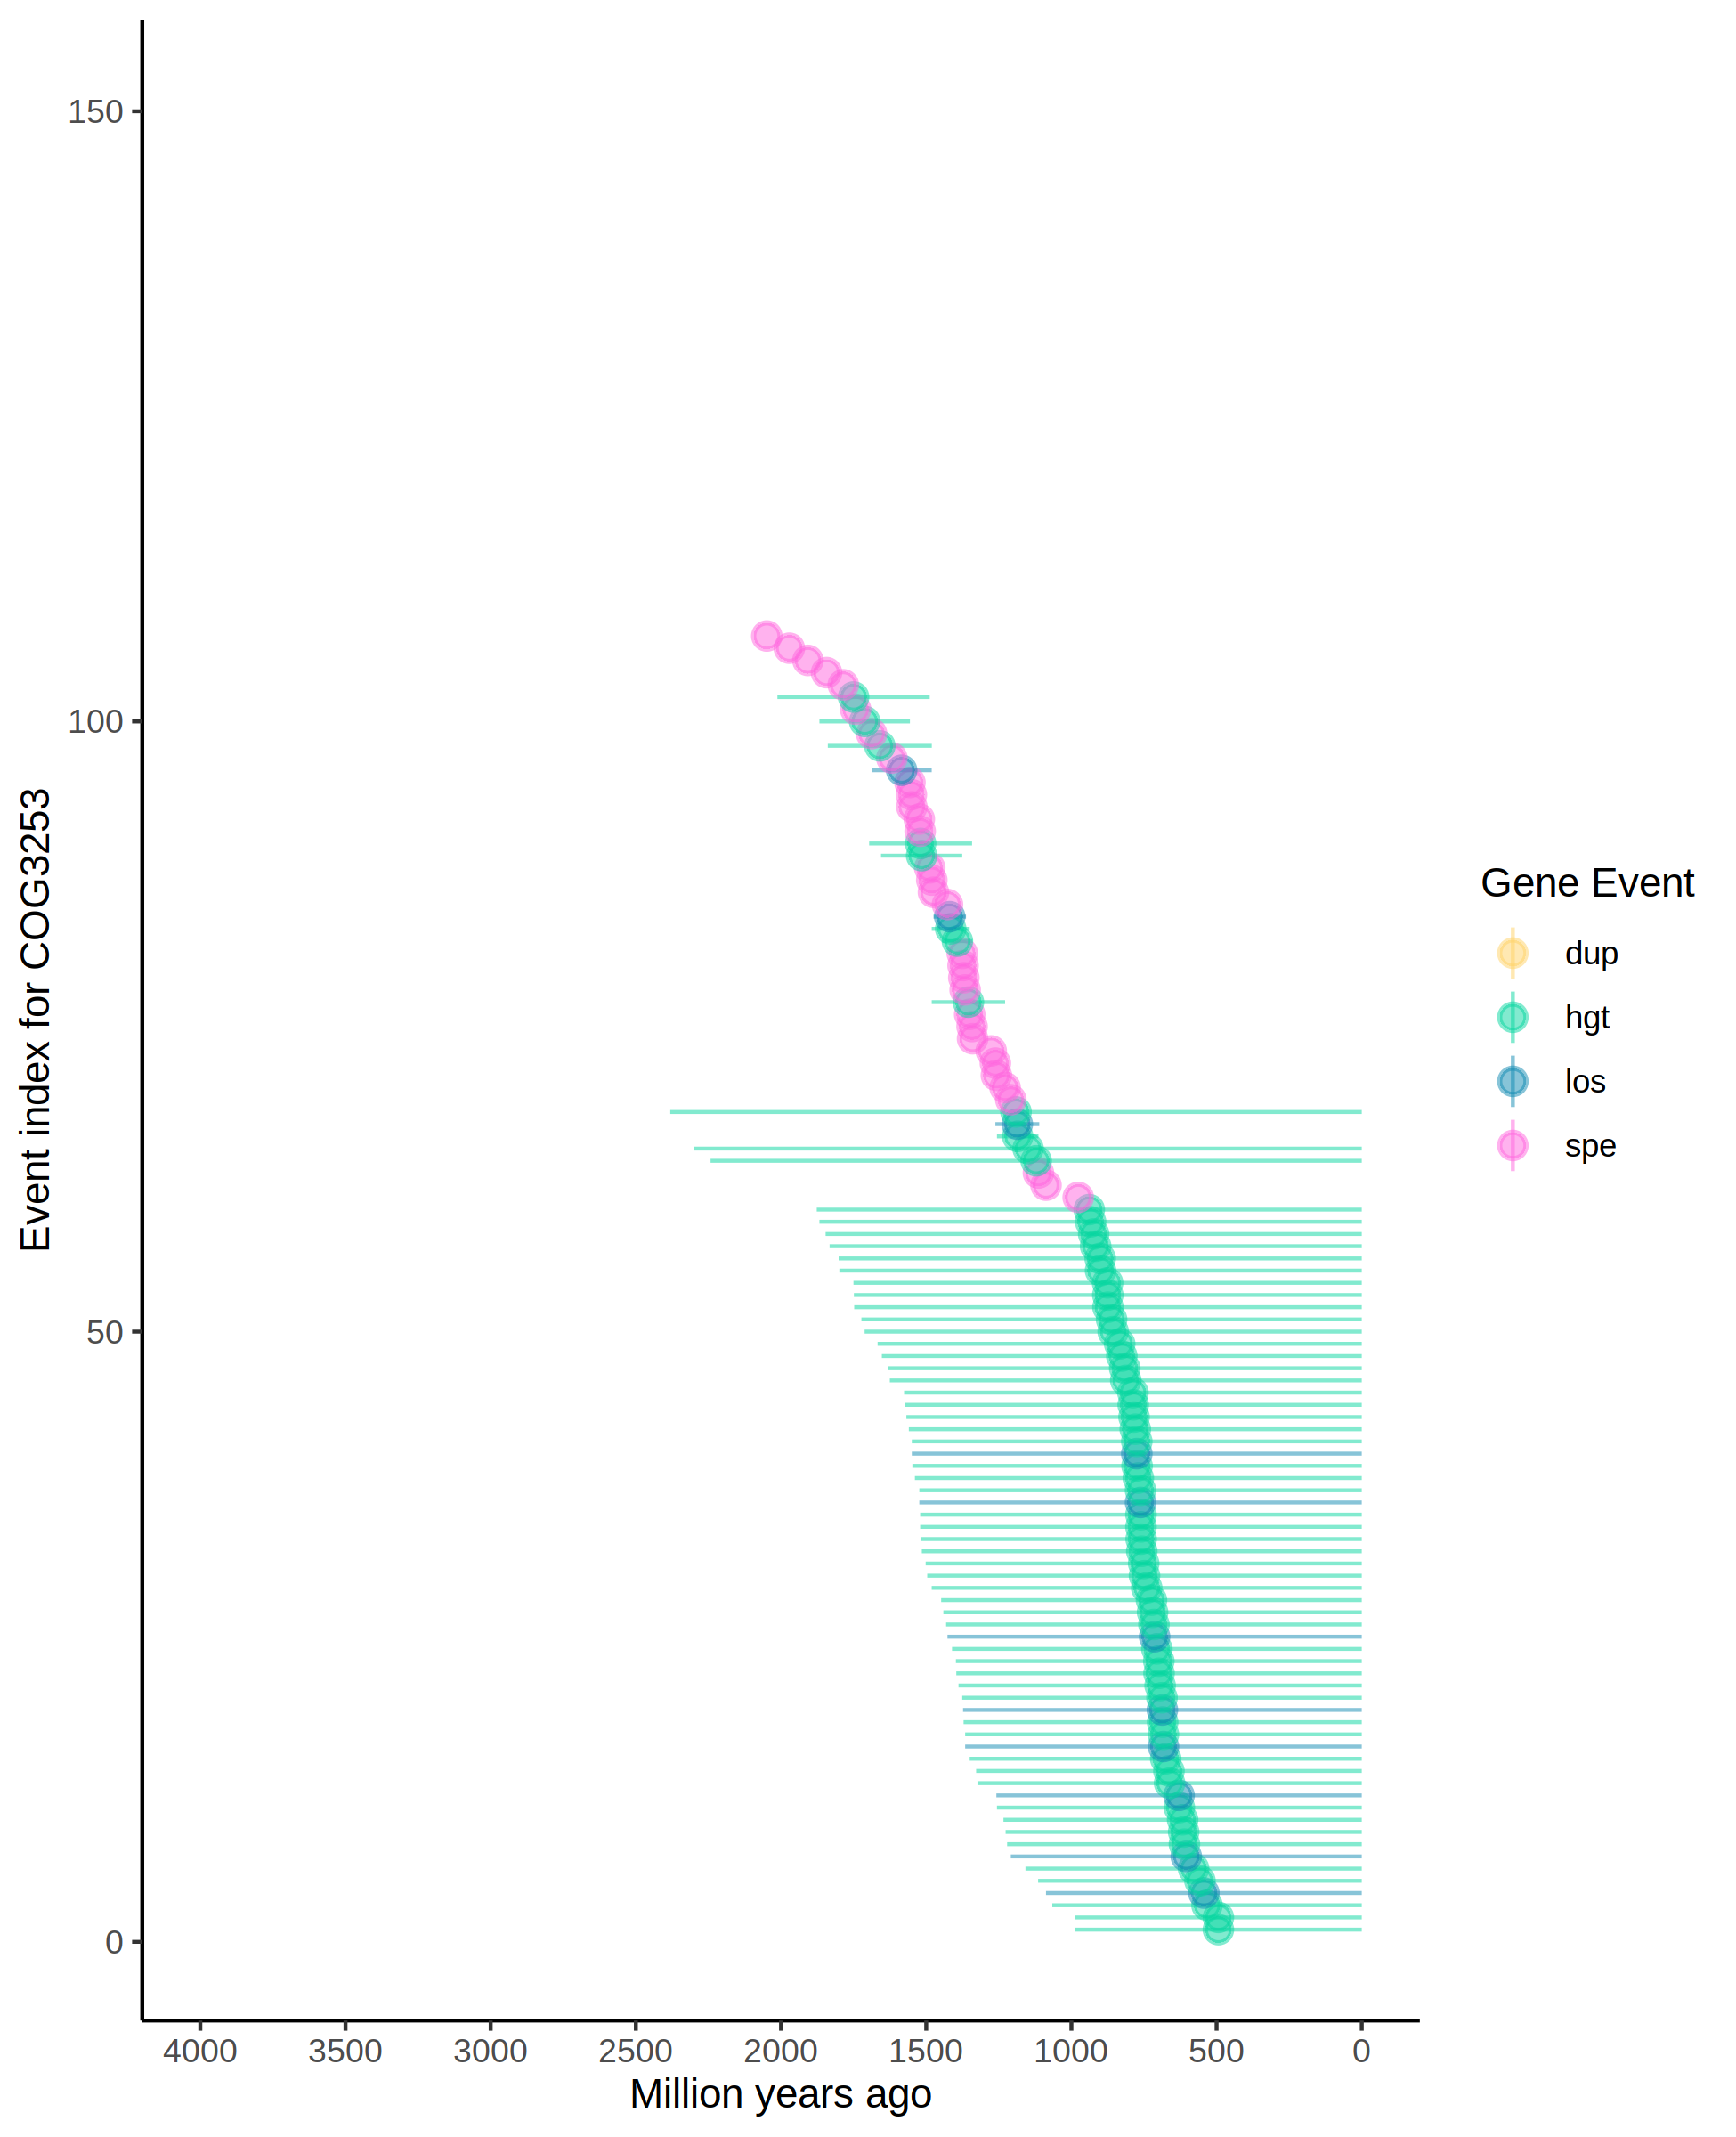 150
100
50
0
Event index for COG3253
4000 3500 3000 2500 2000 1500 1000 500 0
Million years ago
Gene Event
dup
hgt
los
spe